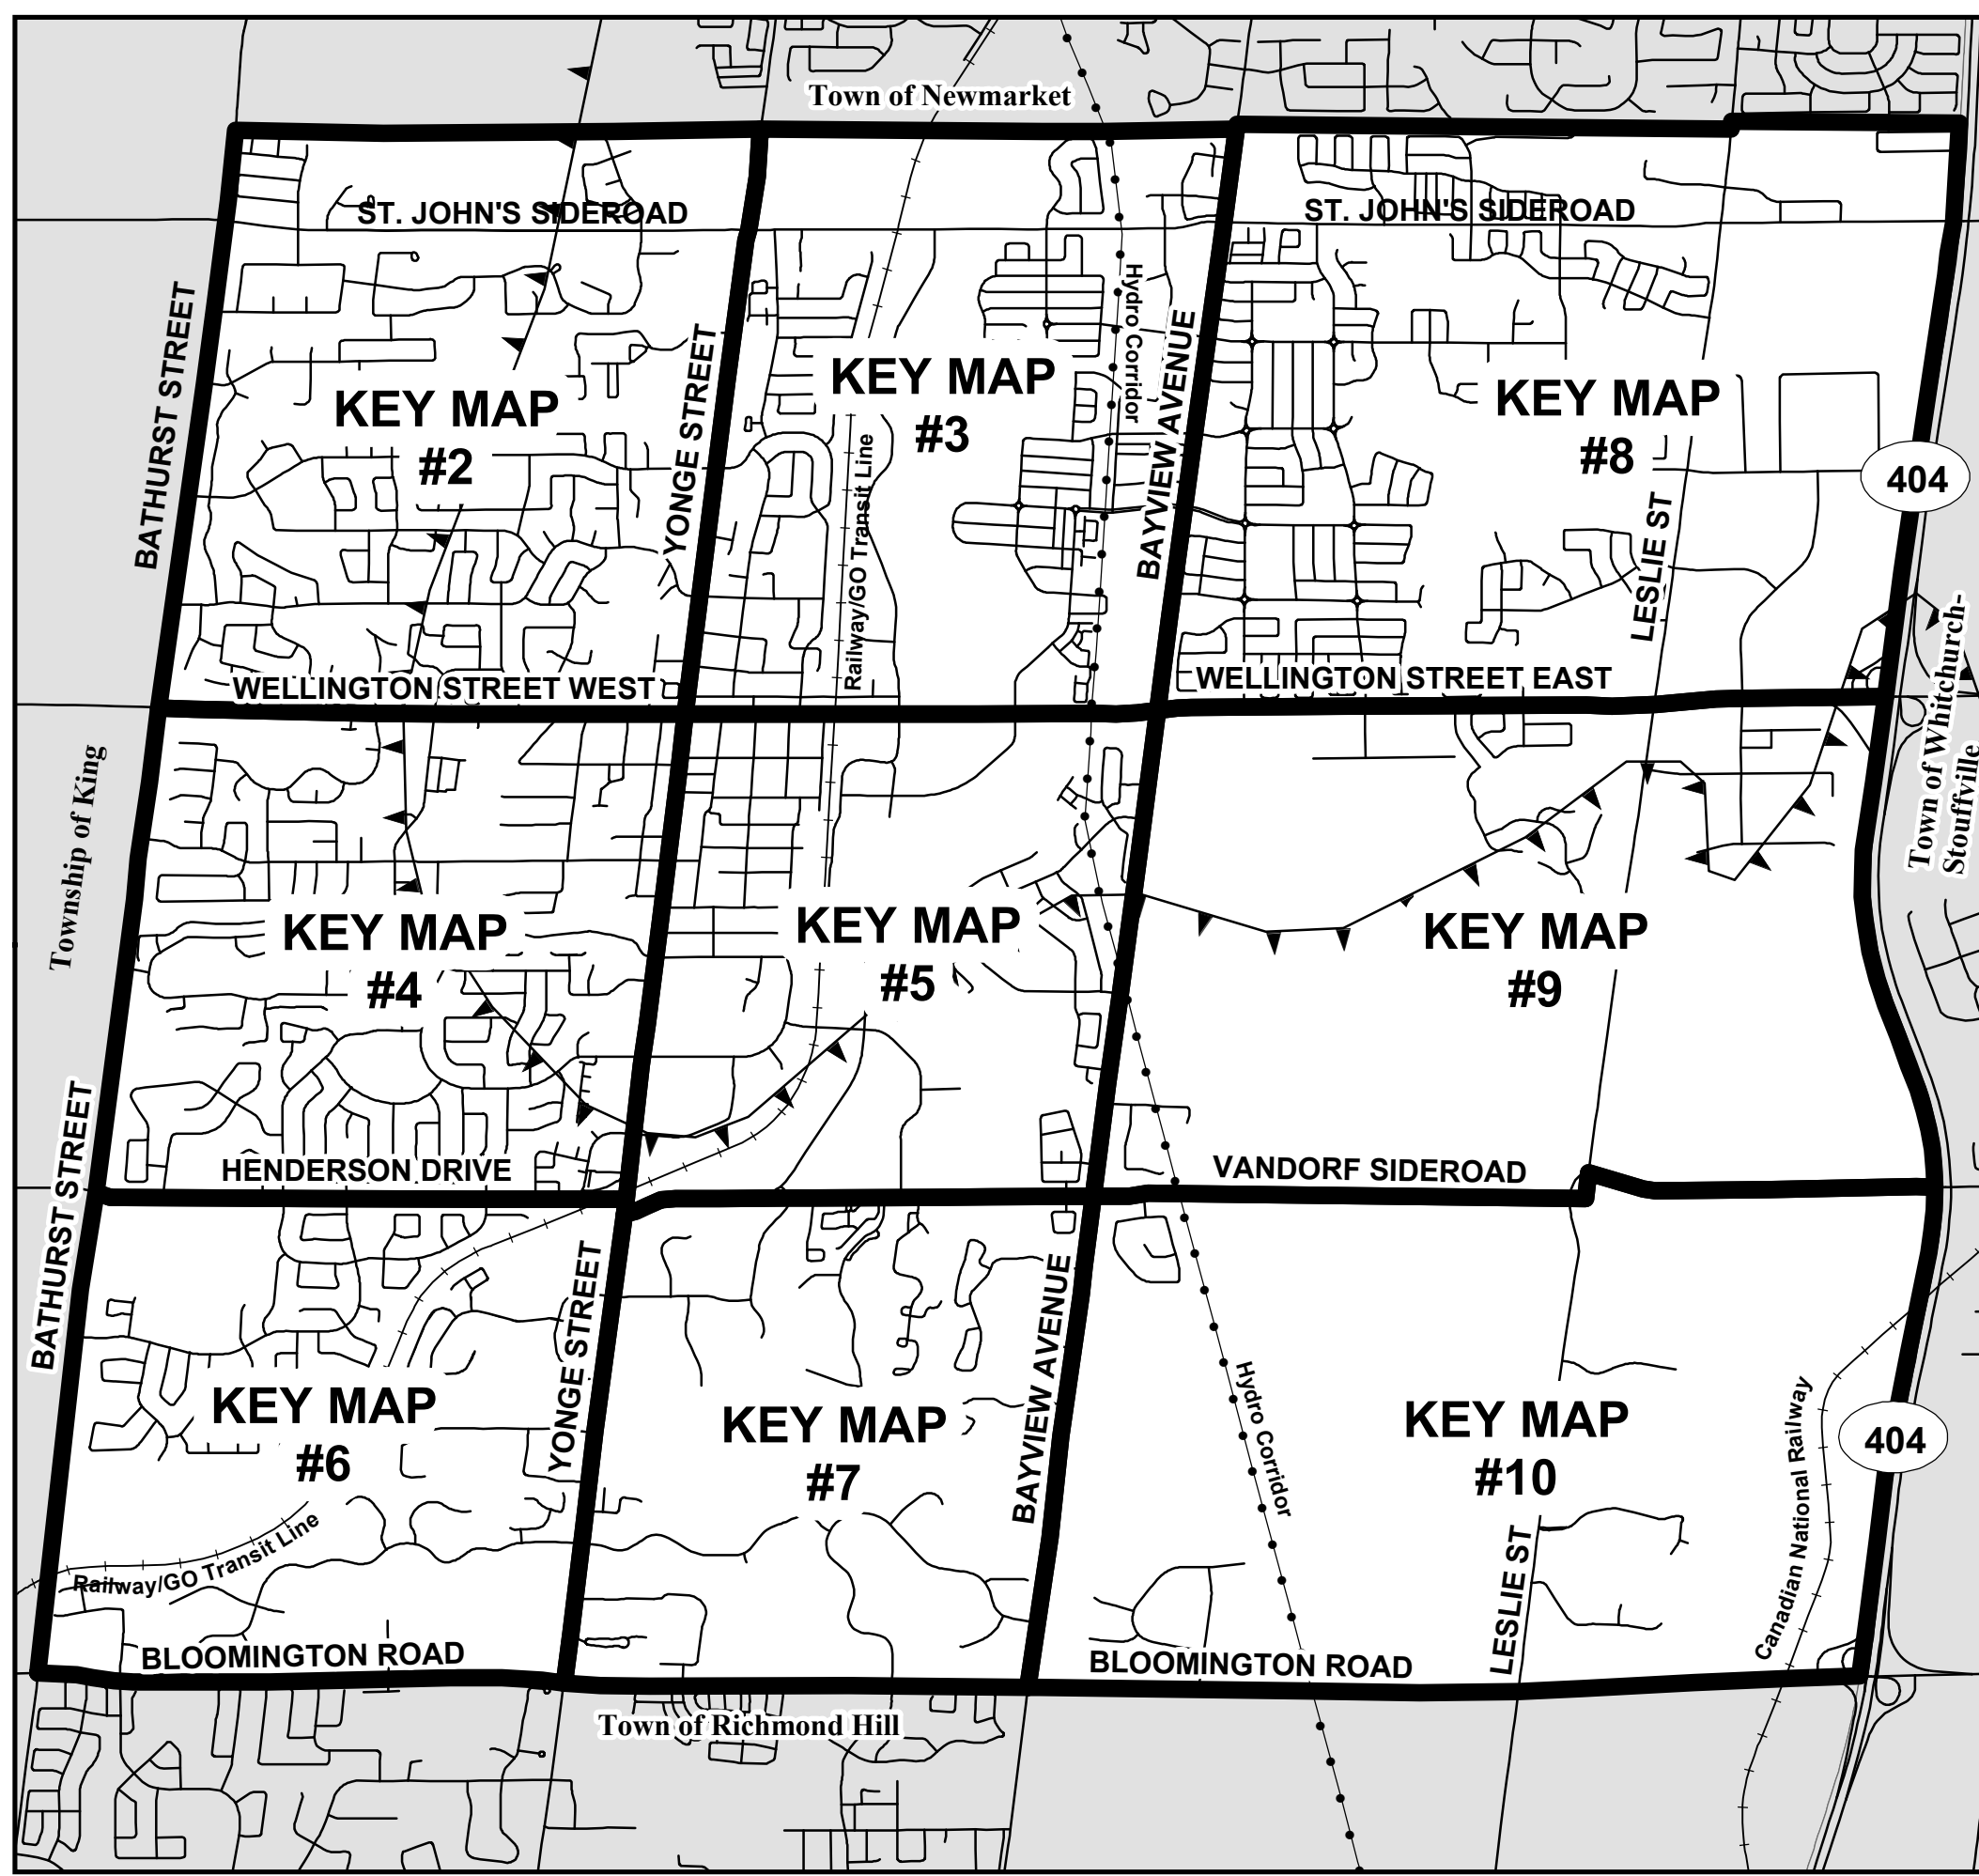 Town of Newmarket
ST. JOHN'S SIDEROAD
ST. JOHN'S SIDEROAD
BATHURST STREET
YONGE STREET
Hydro Corridor
BAYVIEW AVENUE
KEY MAP
#2
KEY MAP
#3
KEY MAP
#8
404
Railway/GO Transit Line
LESLIE ST
Town of Whitchurch-
Stouffville
WELLINGTON STREET WEST
WELLINGTON STREET EAST
Township of King
KEY MAP
#4
KEY MAP
#5
KEY MAP
#9
BATHURST STREET
HENDERSON DRIVE
VANDORF SIDEROAD
YONGE STREET
BAYVIEW AVENUE
Hydro Corridor
KEY MAP
#6
KEY MAP
#7
KEY MAP
#10
Canadian National Railway
404
Railway/GO Transit Line
LESLIE ST
BLOOMINGTON ROAD
BLOOMINGTON ROAD
Town of Richmond Hill